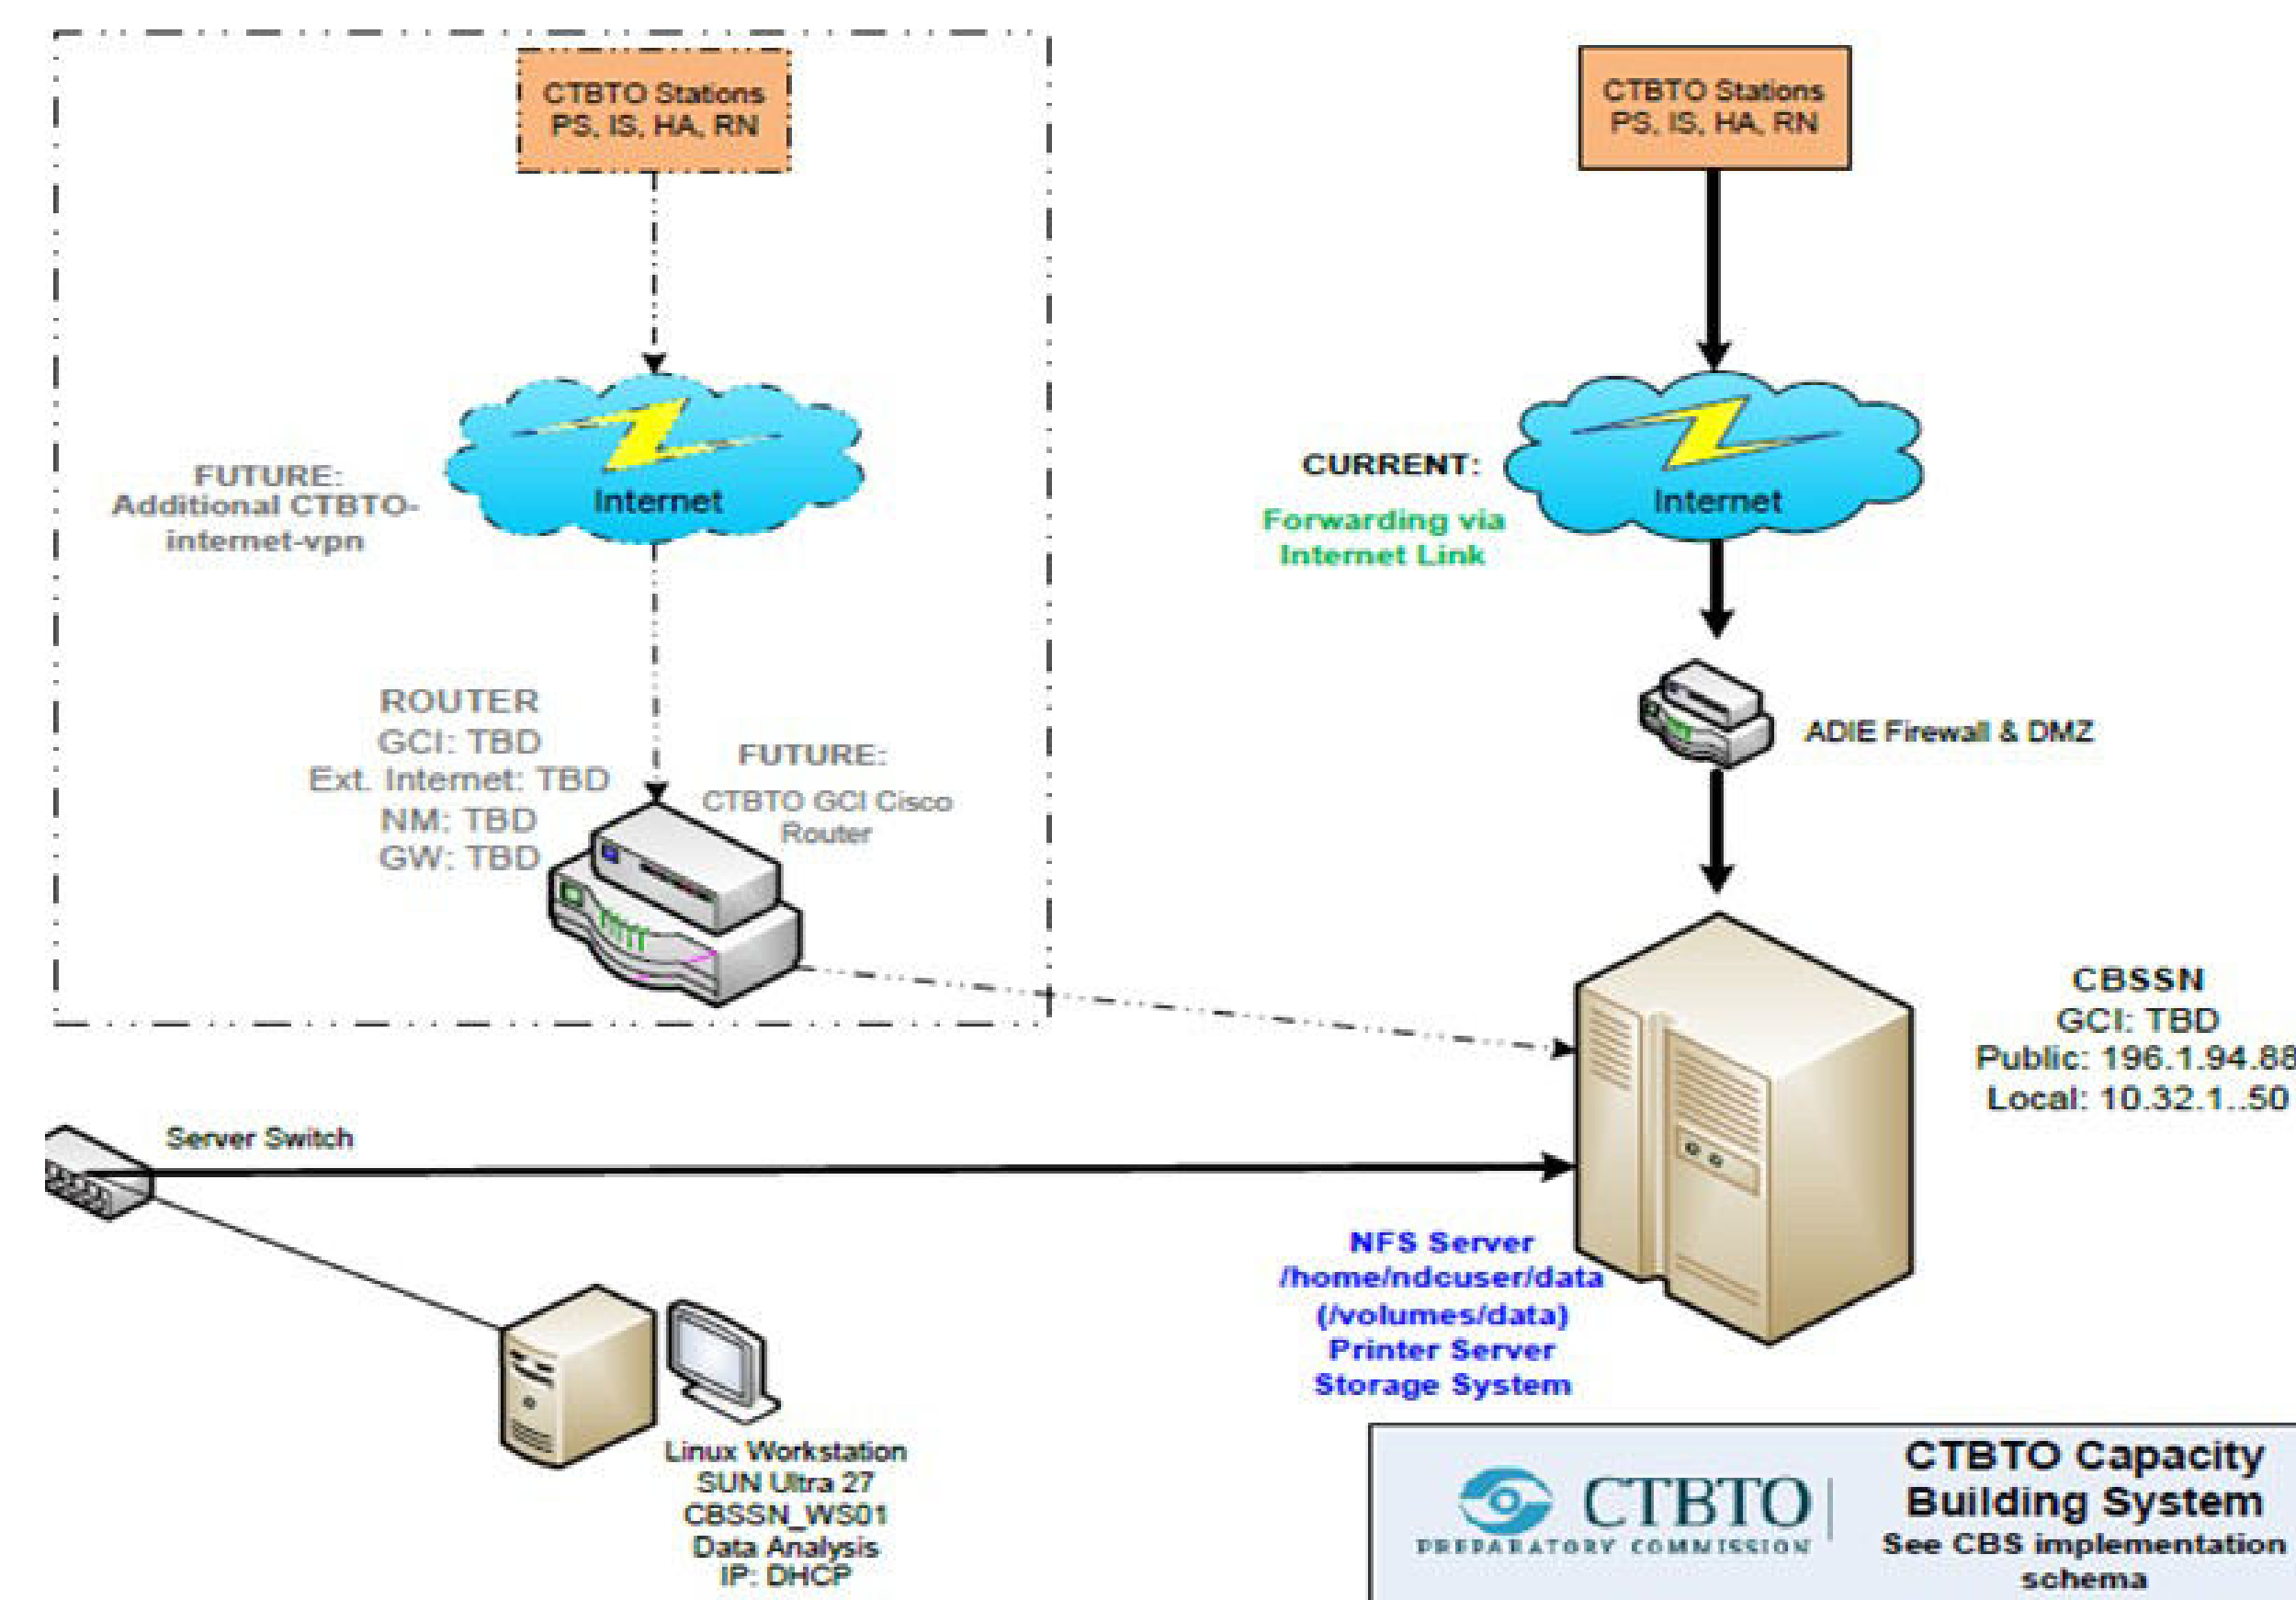 CTBTO Stations
PS, IS, HA, RN
FUTURE:
Additional CTBTO-
internet-vpn
Internet
ROUTER
GCI: TBD
Ext. Internet: TBD
NM: TBD
GW: TBD
FUTURE:
CTBTO GCI Cisco
Router
CTBTO Stations
PS, IS, HA, RN
CURRENT:
Forwarding via
Internet Link
Internet
ADIE Firewall & DMZ
CBSSN
GCI: TBD
Public: 196.1.94.88
Local: 10.32.1..50
Server Switch
NFS Server
/home/ndcuser/data
(/volumes/data)
Printer Server
Storage System
Linux Workstation
SUN Ultra 27
CBSSN_WS01
Data Analysis
IP: DHCP
CTBTO
PREPARATORY COMMISSION
CTBTO Capacity
Building System
See CBS implementation
schema